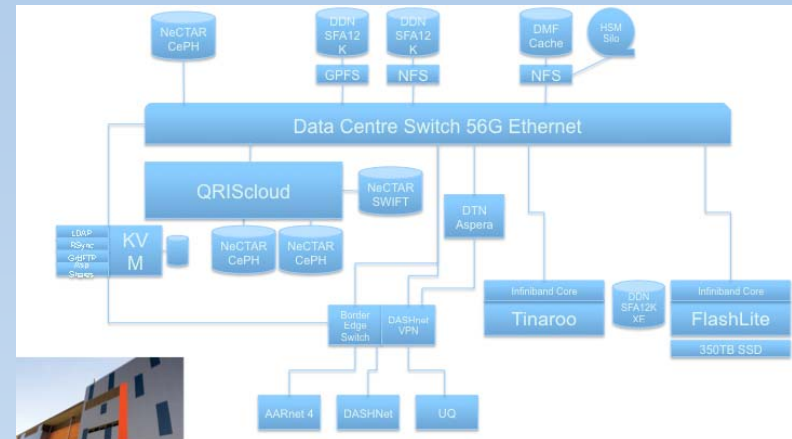 NeCTAR
CePH
DDN
SFA12
K
DDN
SFA12
K
DMF
Cache
HSM
Silo
GPFS
NFS
NFS
Data Centre Switch 56G Ethernet
QRIScloud
NeCTAR
SWIFT
DTN
Aspera
LDAP
RSync
GridFTP
KV
M
NeCTAR
CePH
NeCTAR
CePH
Infiniband Core
Tinaroo
DDN
SFA12K
XE
Infiniband Core
FlashLite
350TB SSD
Border
Edge
Switch
DASHnet
VPN
AARnet 4
DASHNet
UQ